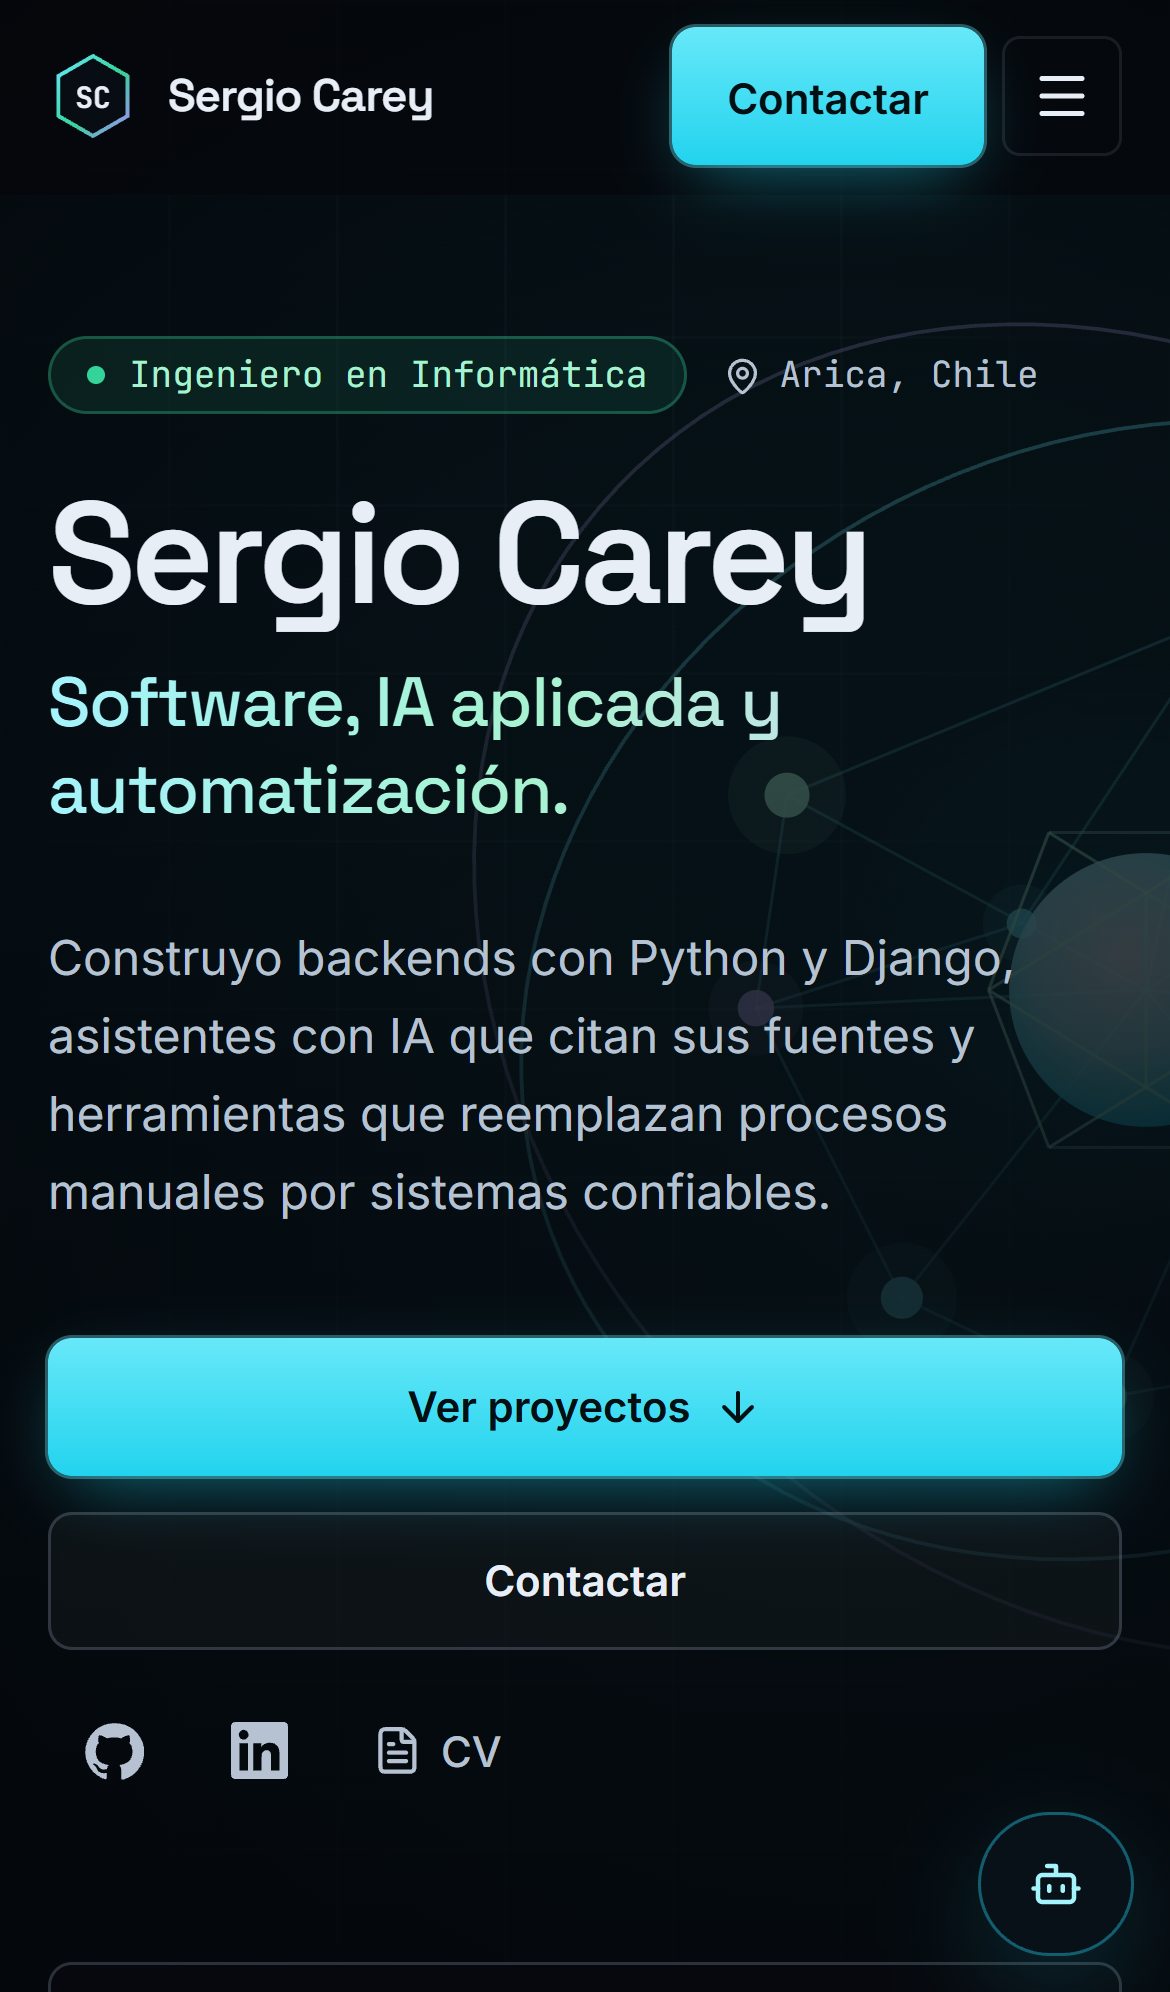 SC
Sergio Carey
Contactar
Ingeniero en Informática
Arica, Chile
Sergio Carey
Software, IA aplicada y
automatización.
Construyo backends con Python y Django,
asistentes con IA que citan sus fuentes y
herramientas que reemplazan procesos
manuales por sistemas confiables.
Ver proyectos
Contactar
in
CV